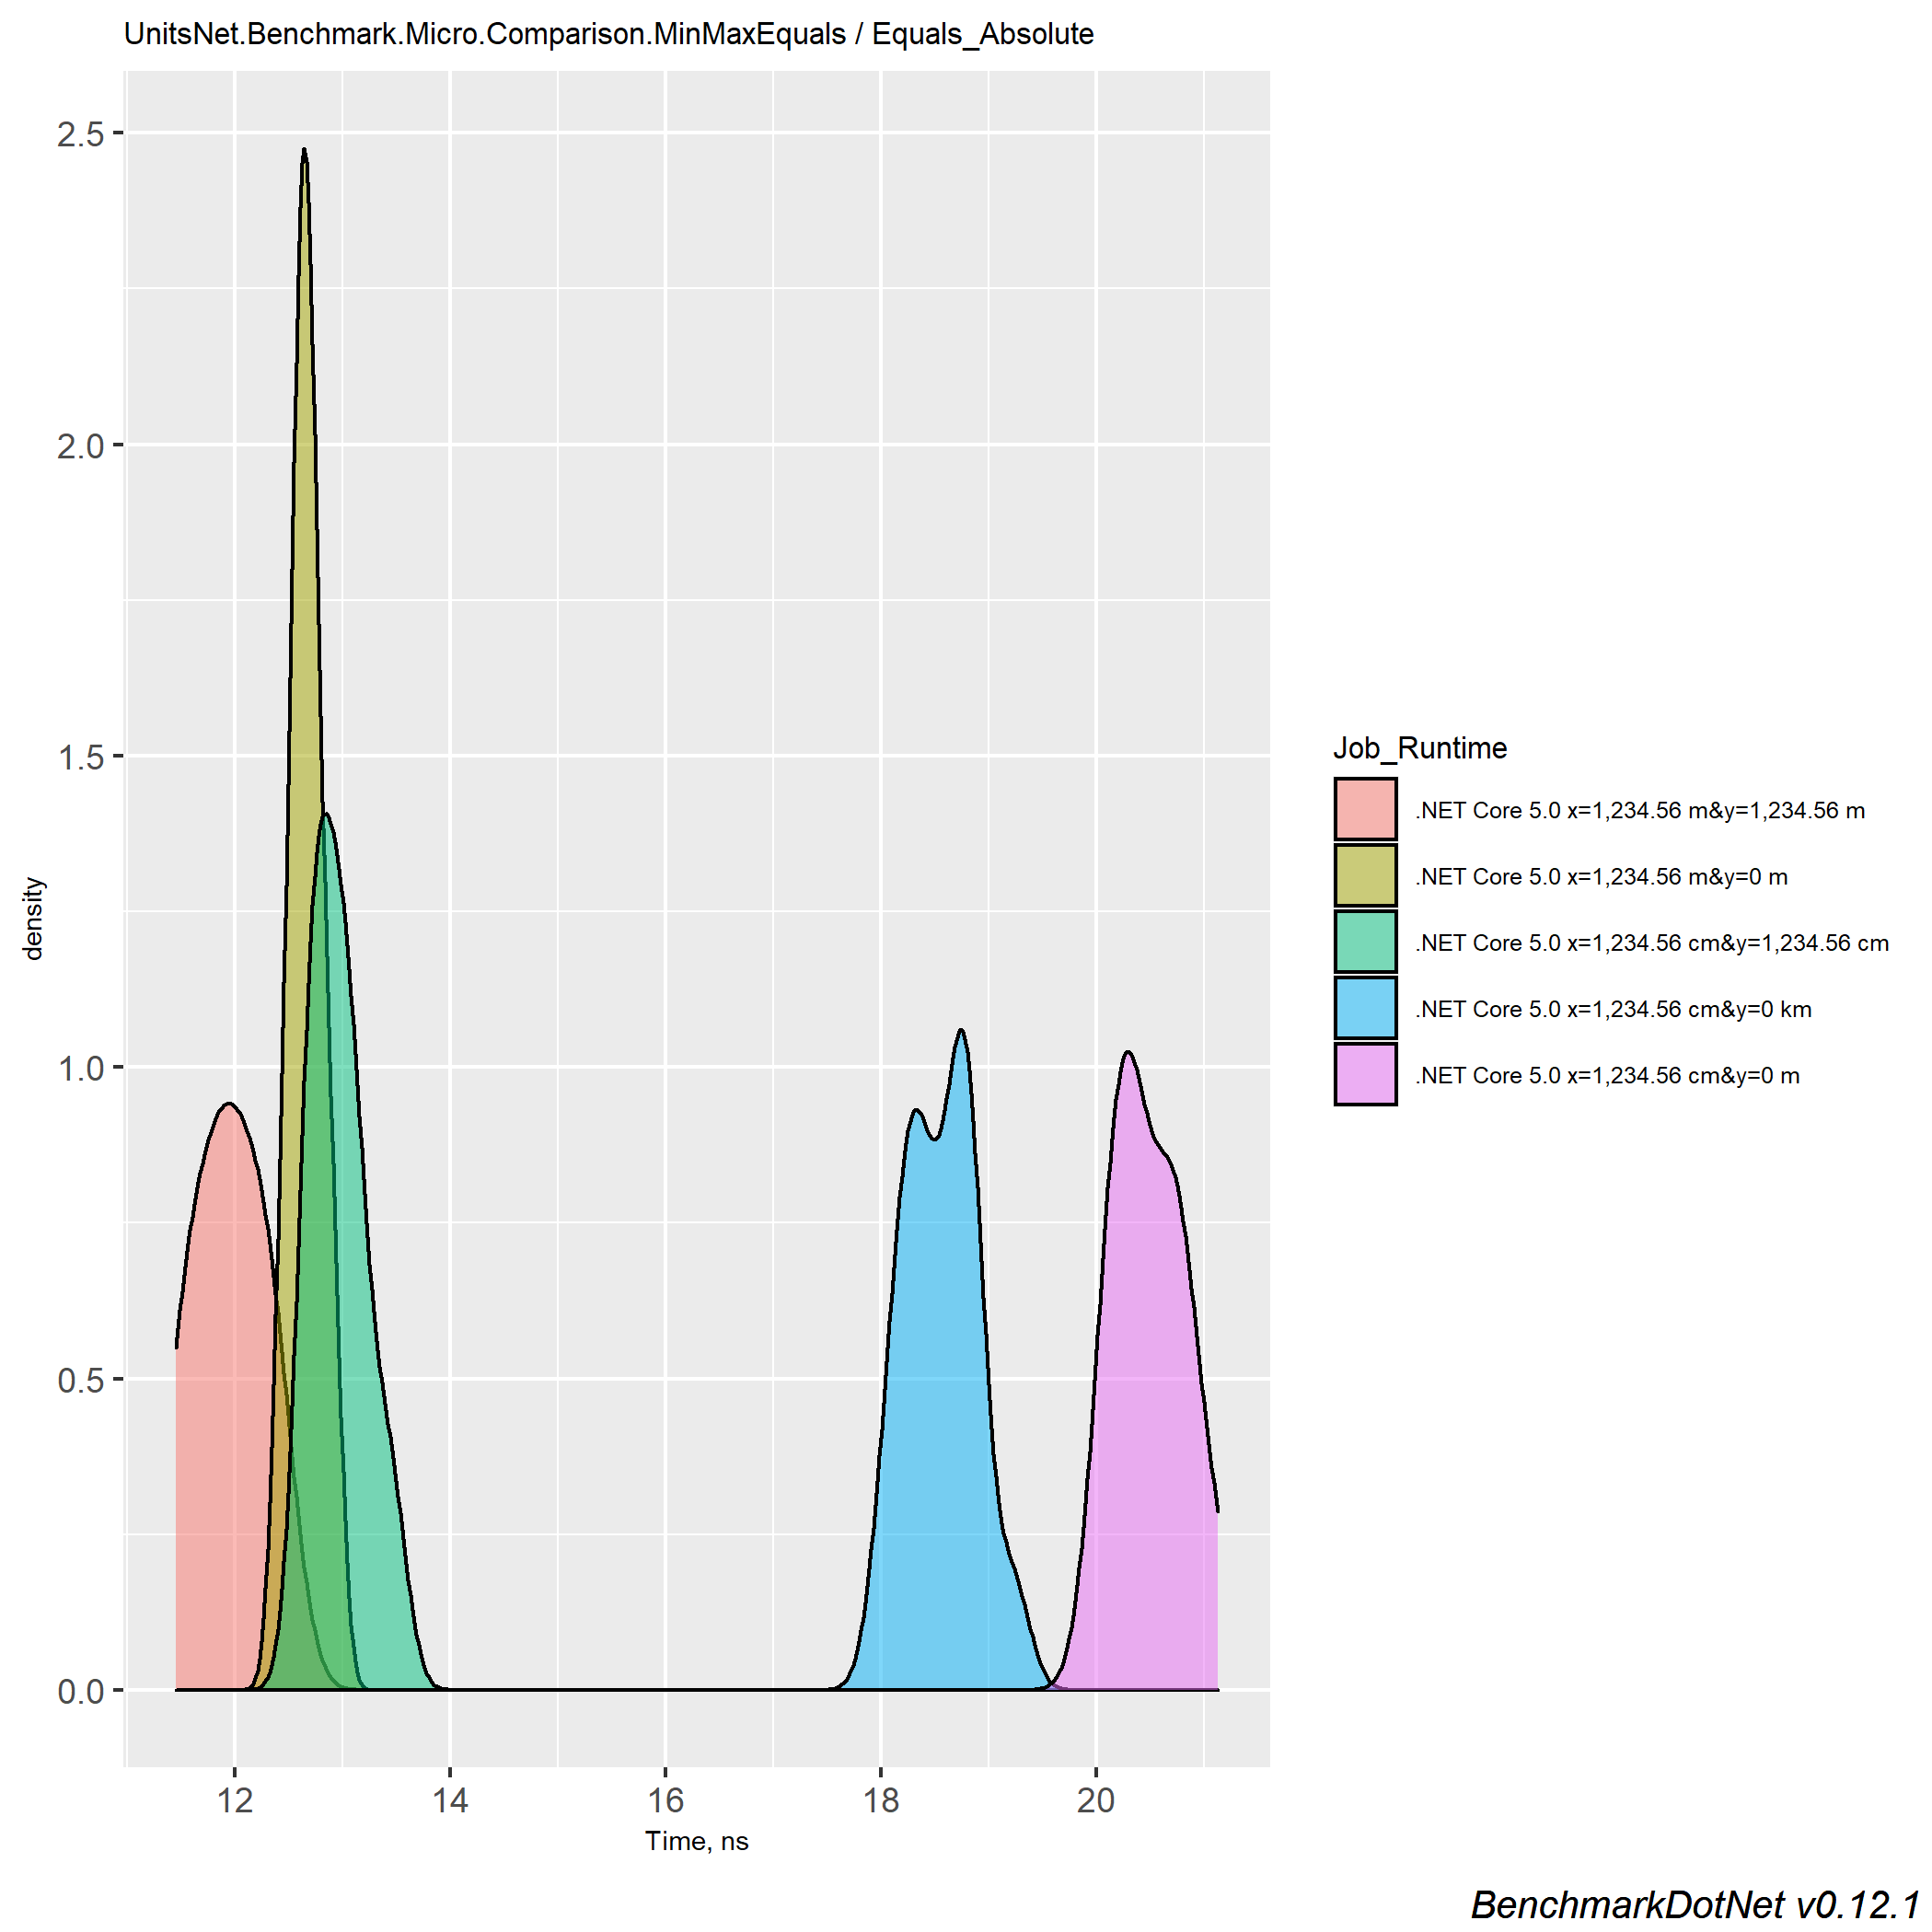 UnitsNet.Benchmark.Micro.Comparison.MinMaxEquals / Equals_Absolute
2.5
2.0
1.5
1.0
0.5
0.0
density
12 14 16 18 20
Time, ns
Job_Runtime
.NET Core 5.0 x=1,234.56 m&y=1,234.56 m
.NET Core 5.0 x=1,234.56 m&y=0 m
.NET Core 5.0 x=1,234.56 cm&y=1,234.56 cm
.NET Core 5.0 x=1,234.56 cm&y=0 km
.NET Core 5.0 x=1,234.56 cm&y=0 m
BenchmarkDotNet v0.12.1